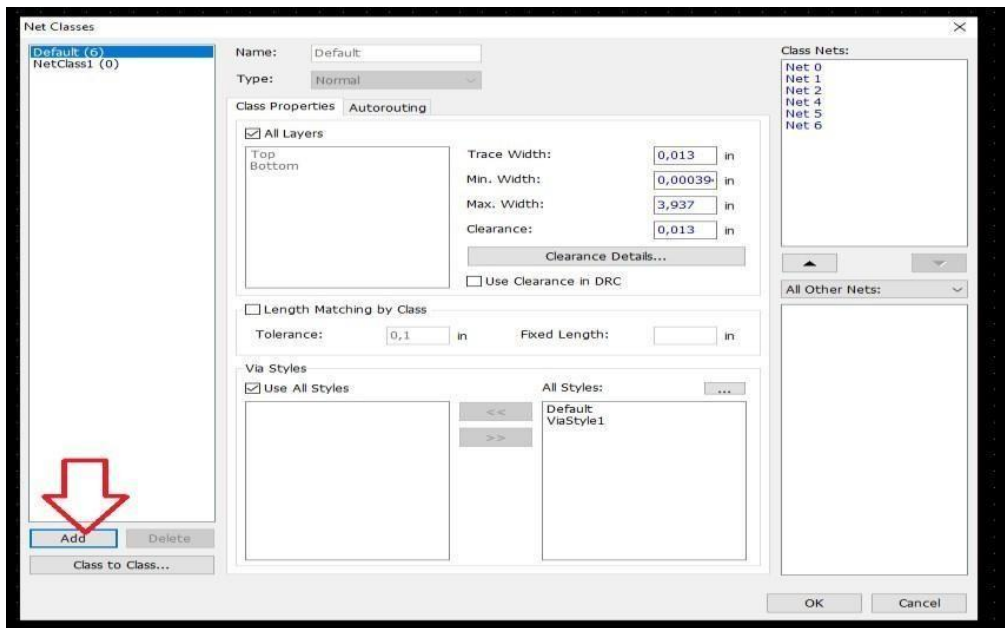 Net Classes
Default (6)
NetClass1 (0)
Add
Delete
Class to Class...
Name:
Default
Type:
Normal
Class Properties
Autorouting
All Layers
Top
Bottom
Trace Width:
0,013
in
Min. Width:
0,00039
in
Max. Width:
3,937
in
Clearance:
0,013
in
Clearance Details...
Use Clearance in DRC
Length Matching by Class
Tolerance:
0,1
in
Fixed Length:
in
Via Styles
Use All Styles
<<
>>
All Styles:
...
Default
ViaStyle1
Class Nets:
Net 0
Net 1
Net 2
Net 4
Net 5
Net 6
All Other Nets:
OK
Cancel